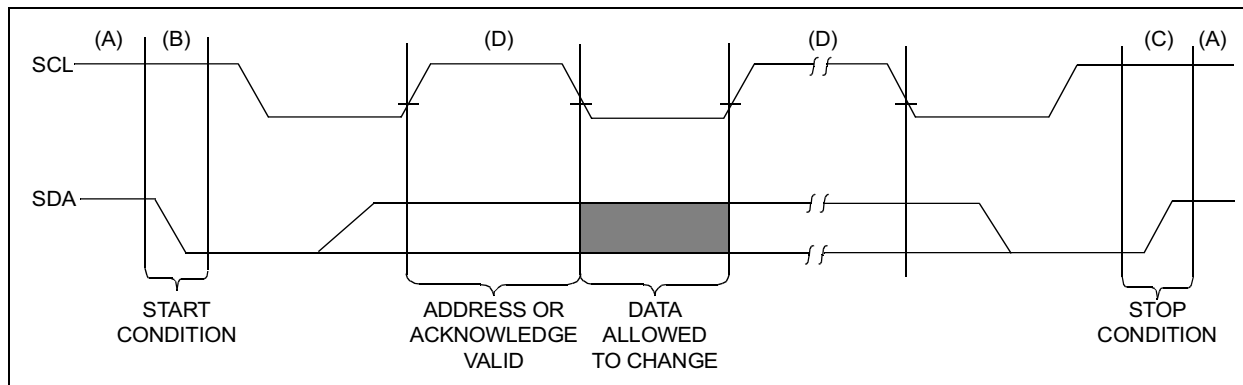 (A) (B) (D) (D) (C) (A)
SCL
SDA
START
CONDITION
ADDRESS OR
ACKNOWLEDGE
VALID
DATA
ALLOWED
TO CHANGE
STOP
CONDITION